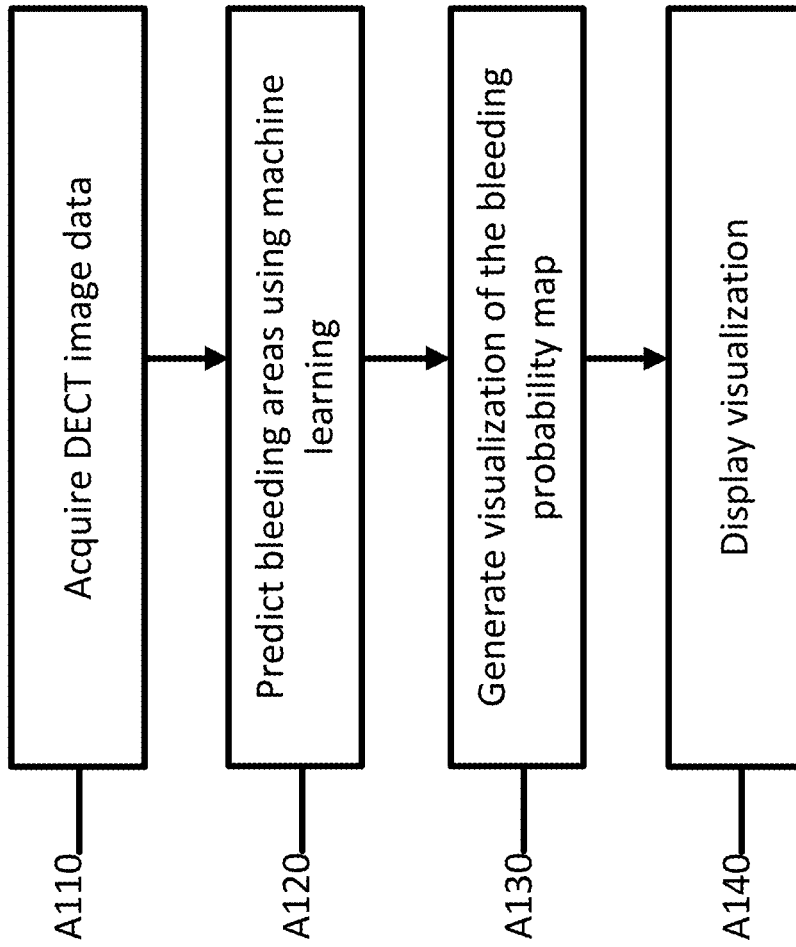 A110
Acquire DECT image data
A120
Predict bleeding areas using machine
learning
A130
Generate visualization of the bleeding
probability map
A140
Display visualization